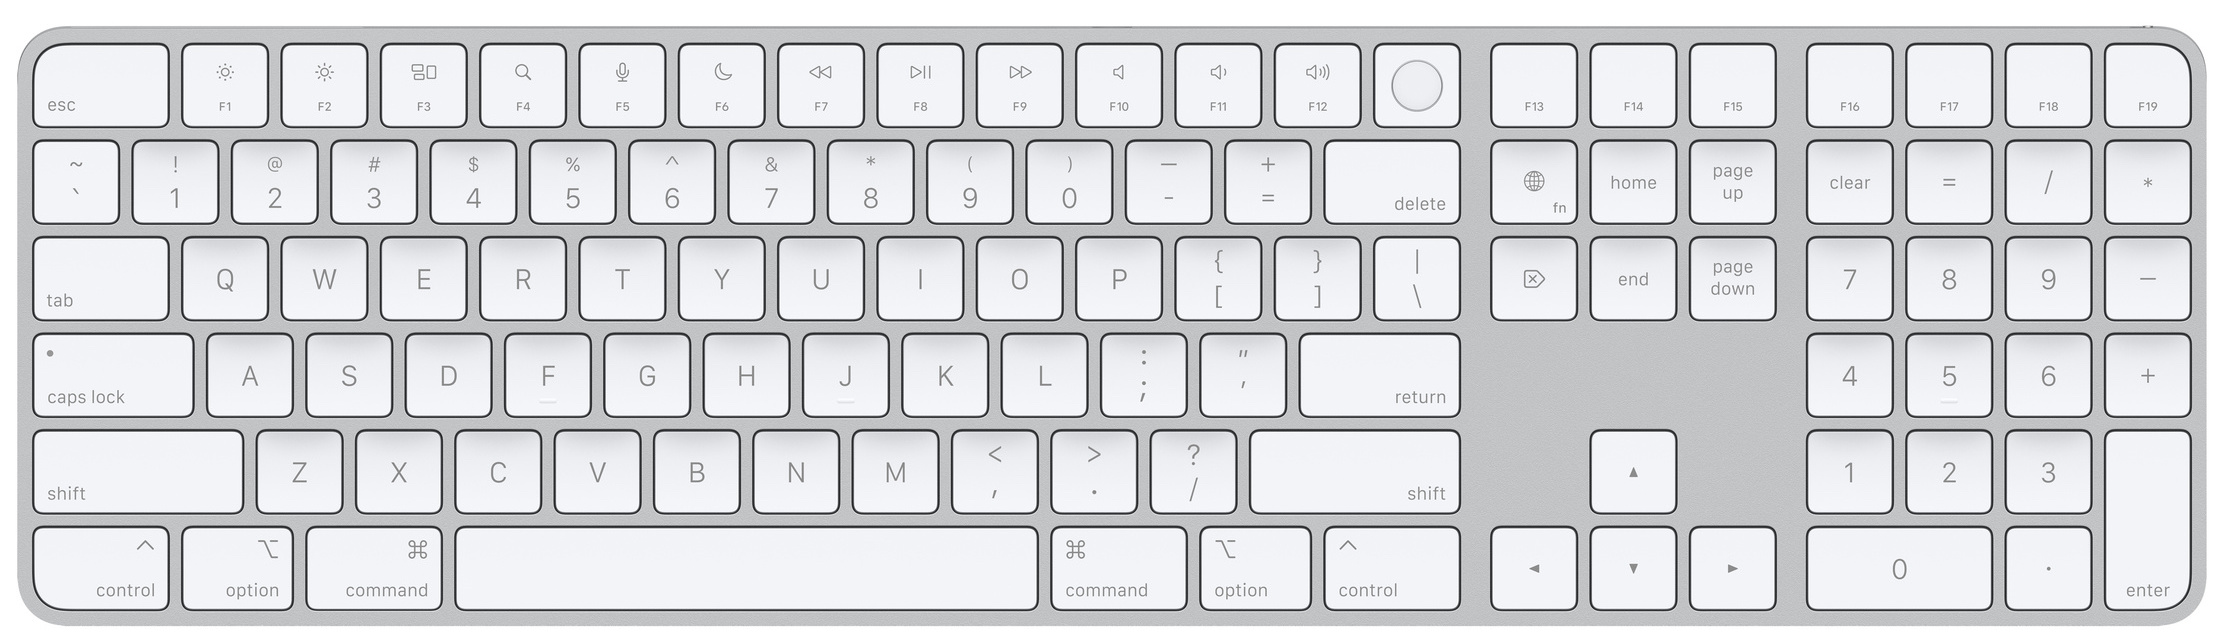 esc F1 F2 F3 F4 F5 F6 F7 F8 F9 F10 F11 F12 F13 F14 F15 F16 F17 F18 F19
~ ! @ # $ % ^ & * ( ) — +
` 1 2 3 4 5 6 7 8 9 0 - = delete fn home page up clear = / *
tab Q W E R T Y U I O P { [ } ] | \ end page down 7 8 9 −
caps lock A S D F G H J K L : ; " ' return 4 5 6 +
shift Z X C V B N M < , > . ? / shift ▲ 1 2 3
control ^ option ⌥ command ⌘ ⌘ command ⌥ option ^ control ◄ ▼ ► 0 . enter